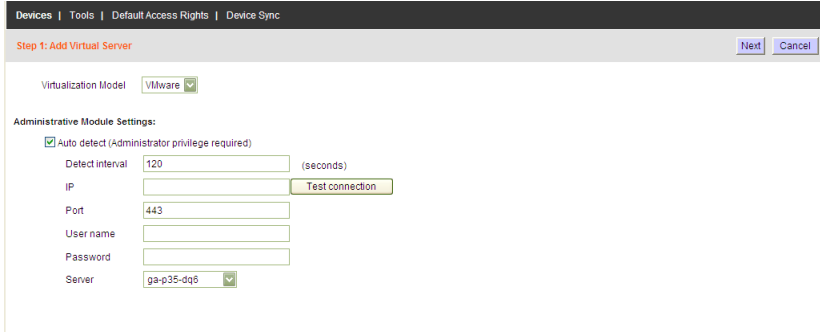 Devices | Tools | Default Access Rights | Device Sync
Step 1: Add Virtual Server Next Cancel
Virtualization Model VMware
Administrative Module Settings:
Auto detect (Administrator privilege required)
Detect interval 120 (seconds)
IP Test connection
Port 443
User name
Password
Server ga-p35-dq6